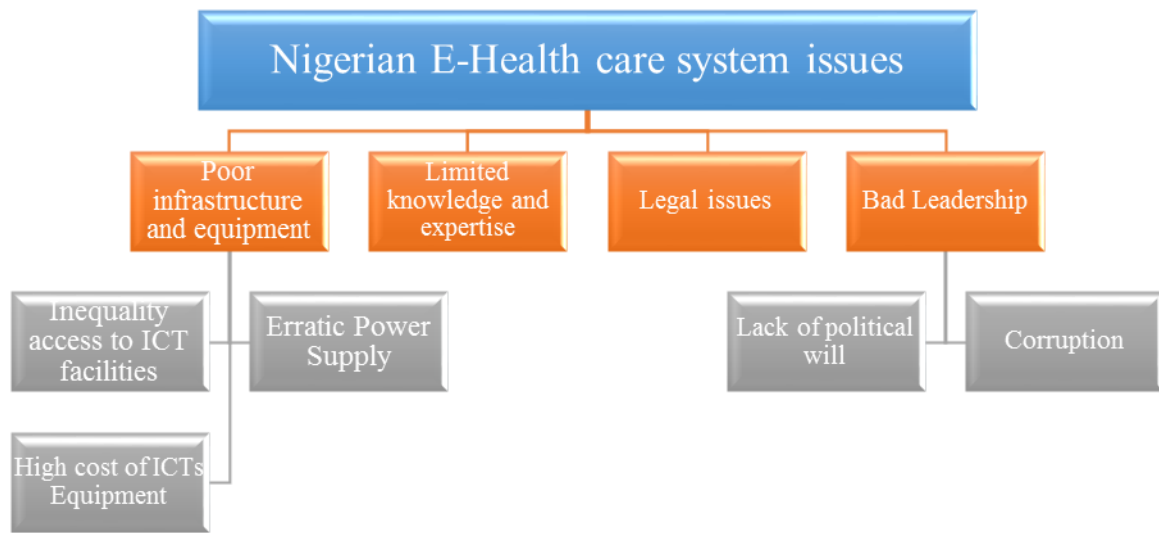 Nigerian E-Health care system issues
Poor
infrastructure
and equipment
Limited
knowledge and
expertise
Legal issues
Bad Leadership
Inequality
access to ICT
facilities
Erratic Power
Supply
Lack of political
will
Corruption
High cost of ICTs
Equipment